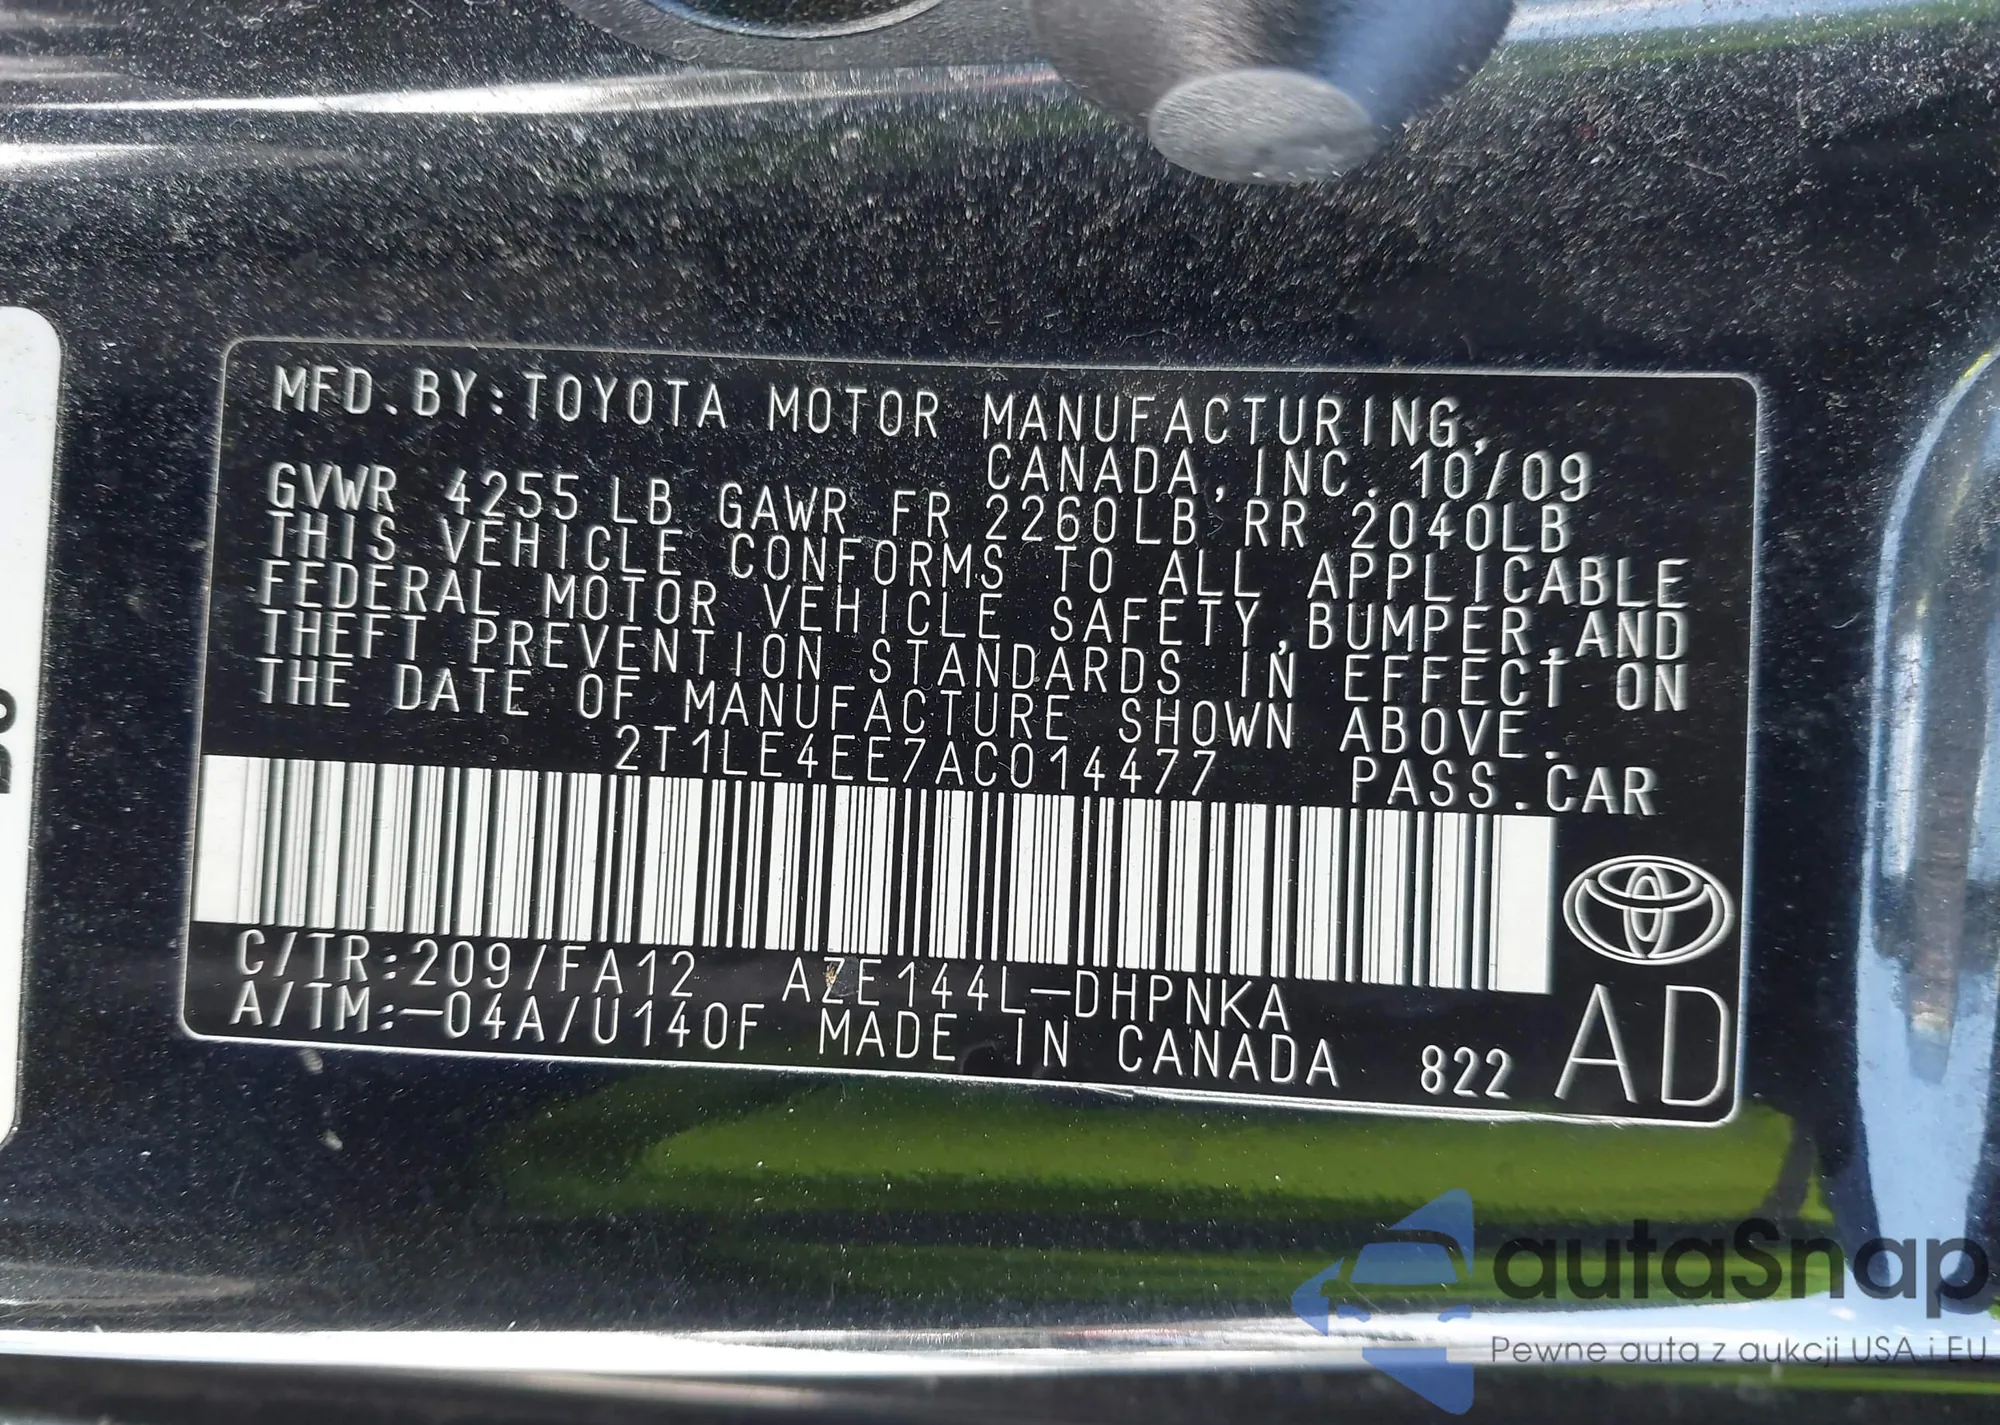 MFD.BY:TOYOTA MOTOR MANUFACTURING,
CANADA,INC. 10/09
GVWR 4255LB GAWR FR 2260LB RR 2040LB
THIS VEHICLE CONFORMS TO ALL APPLICABLE
FEDERAL MOTOR VEHICLE SAFETY,BUMPER,AND
THEFT PREVENTION STANDARDS IN EFFECT ON
THE DATE OF MANUFACTURE SHOWN ABOVE.
2T1LE4EE7AC014477 PASS.CAR
C/TR:209/FA12 AZE144L-DHPNKA
A/TM:-04A/U140F MADE IN CANADA 822 AD
autaSnap
Pewne auta z aukcji USA i EU